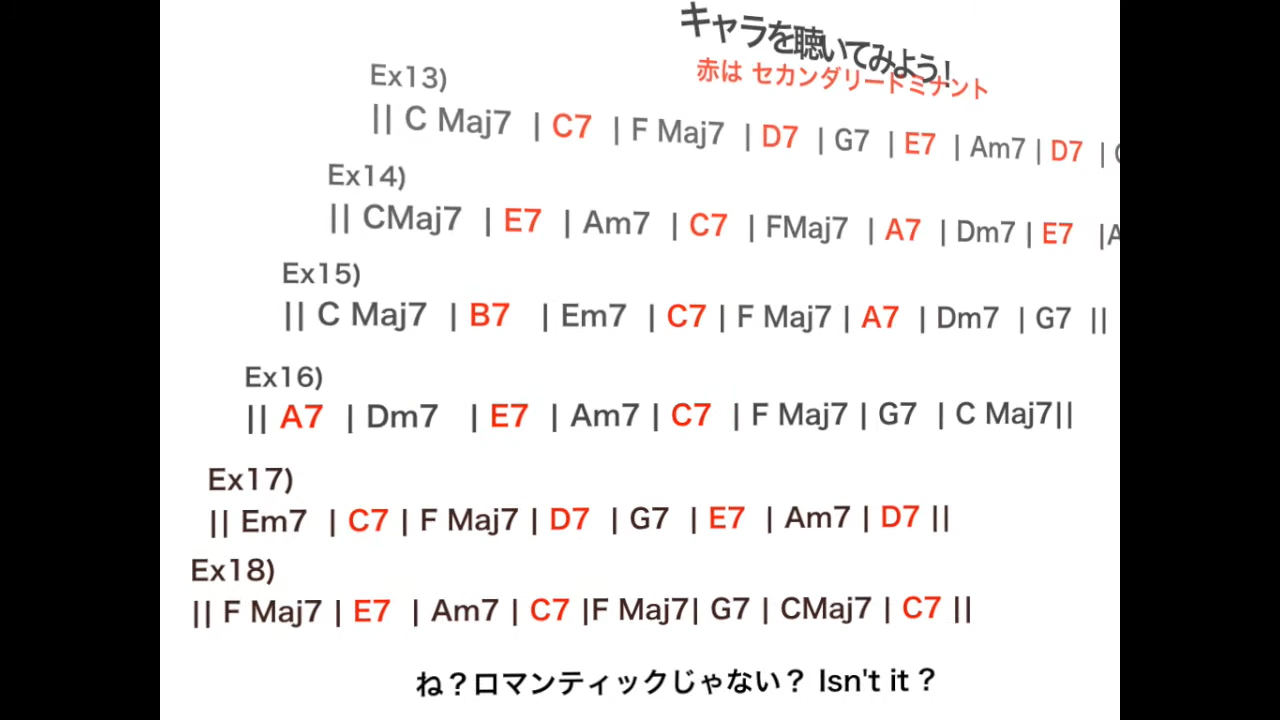 キャラを聴いてみよう！
赤は セカンダリードミナント
Ex13)
|| C Maj7 | C7 | F Maj7 | D7 | G7 | E7 | Am7 | D7 |
Ex14)
|| CMaj7 | E7 | Am7 | C7 | FMaj7 | A7 | Dm7 | E7 |A
Ex15)
|| C Maj7 | B7 | Em7 | C7 | F Maj7 | A7 | Dm7 | G7 ||
Ex16)
|| A7 | Dm7 | E7 | Am7 | C7 | F Maj7 | G7 | C Maj7||
Ex17)
|| Em7 | C7 | F Maj7 | D7 | G7 | E7 | Am7 | D7 ||
Ex18)
|| F Maj7 | E7 | Am7 | C7 |F Maj7| G7 | CMaj7 | C7 ||
ね？ロマンティックじゃない？ Isn't it ?